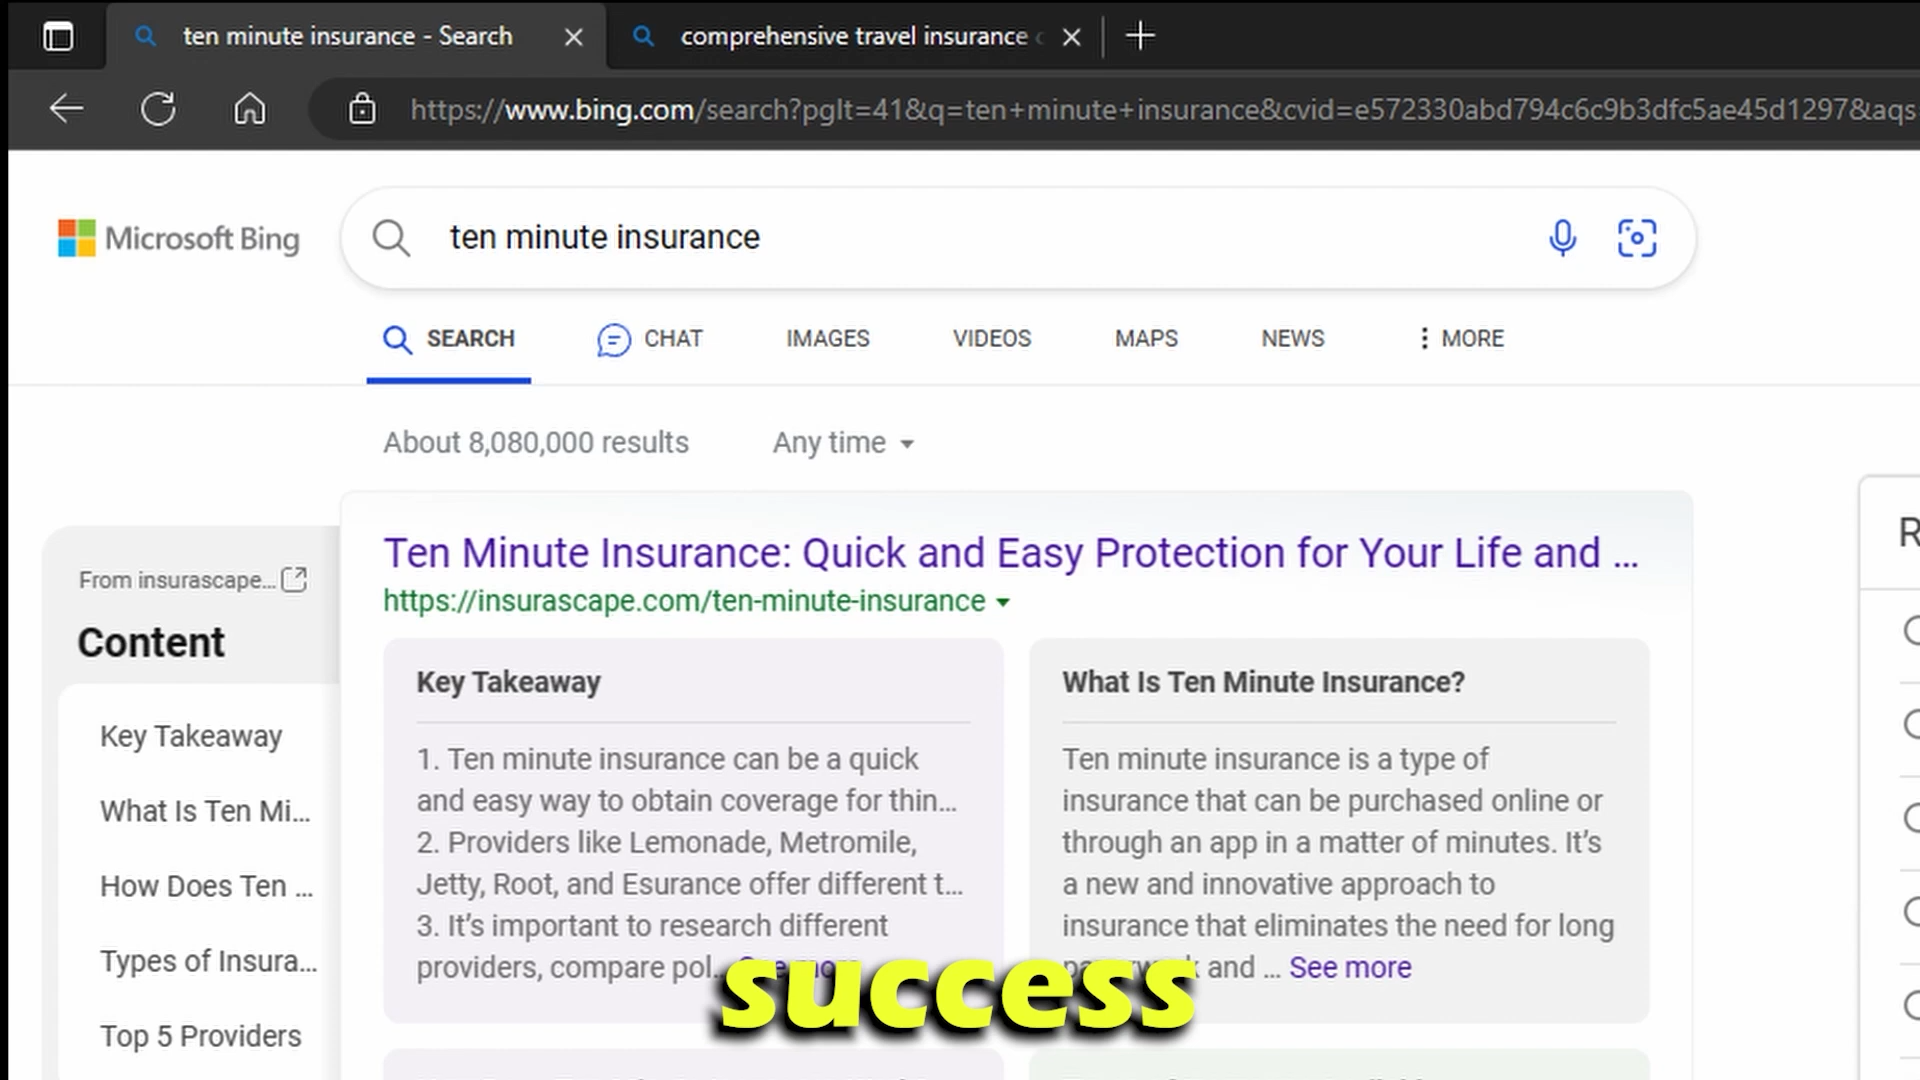 ten minute insurance - Search
comprehensive travel insurance
https://www.bing.com/search?pglt=41&q=ten+minute+insurance&cvid=e572330abd794c6c9b3dfc5ae45d1297&aqs
Microsoft Bing
ten minute insurance
SEARCH
CHAT
IMAGES
VIDEOS
MAPS
NEWS
MORE
About 8,080,000 results
Any time
From insurascape...
Content
Key Takeaway
What Is Ten Mi...
How Does Ten ...
Types of Insura...
Top 5 Providers
Ten Minute Insurance: Quick and Easy Protection for Your Life and ...
https://insurascape.com/ten-minute-insurance
Key Takeaway
1. Ten minute insurance can be a quick
and easy way to obtain coverage for thin...
2. Providers like Lemonade, Metromile,
Jetty, Root, and Esurance offer different t...
3. It’s important to research different
providers, compare pol...
What Is Ten Minute Insurance?
Ten minute insurance is a type of
insurance that can be purchased online or
through an app in a matter of minutes. It’s
a new and innovative approach to
insurance that eliminates the need for long
and ... See more
success
R